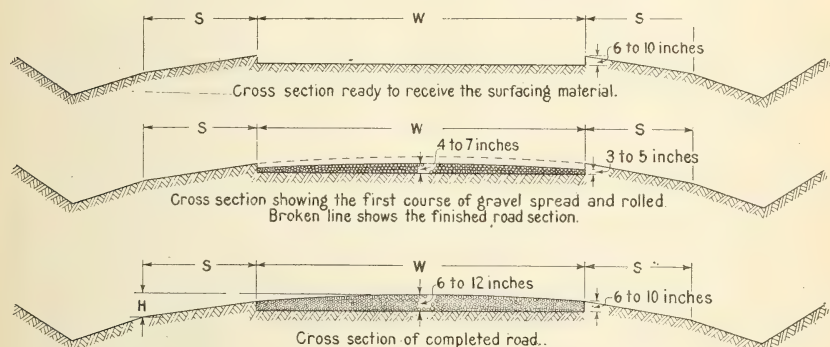 S W S
6 to 10 inches
Cross section ready to receive the surfacing material.
S W S
4 to 7 inches
3 to 5 inches
Cross section showing the first course of gravel spread and rolled
Broken line shows the finished road section.
S W S
H
6 to 12 inches
6 to 10 inches
Cross section of completed road..